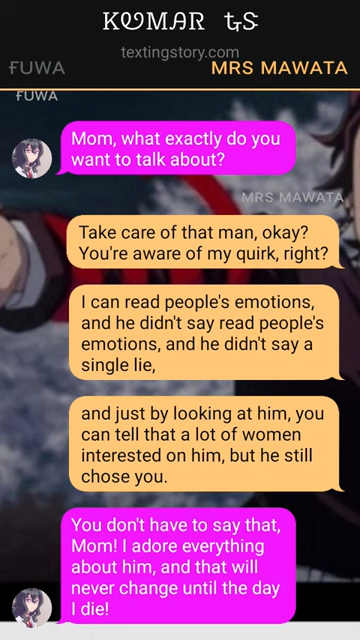 KᏬᎷᎪᏒ ᎿᏕ
textingstory.com
FUWA MRS MAWATA
FUWA
Mom, what exactly do you
want to talk about?
MRS MAWATA
Take care of that man, okay?
You're aware of my quirk, right?
I can read people's emotions,
and he didn't say read people's
emotions, and he didn't say a
single lie,
and just by looking at him, you
can tell that a lot of women
interested on him, but he still
chose you.
You don't have to say that,
Mom! I adore everything
about him, and that will
never change until the day
I die!